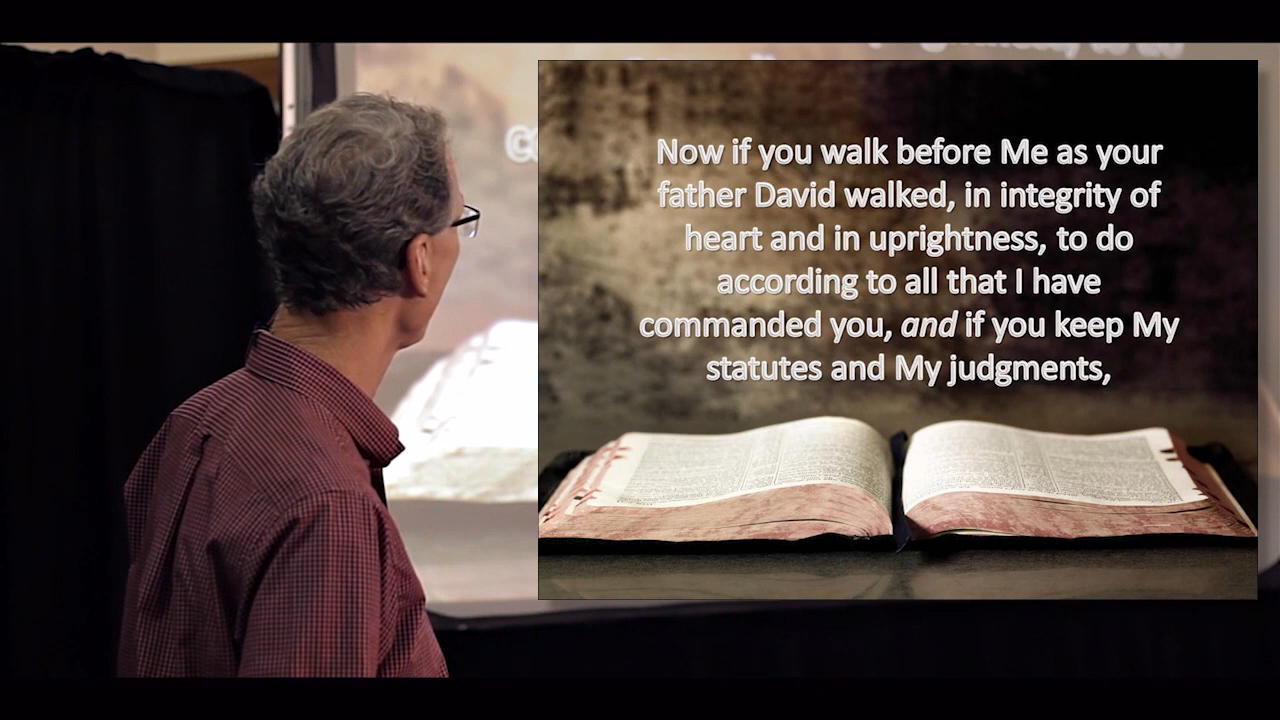 Now if you walk before Me as your
father David walked, in integrity of
heart and in uprightness, to do
according to all that I have
commanded you, and if you keep My
statutes and My judgments,